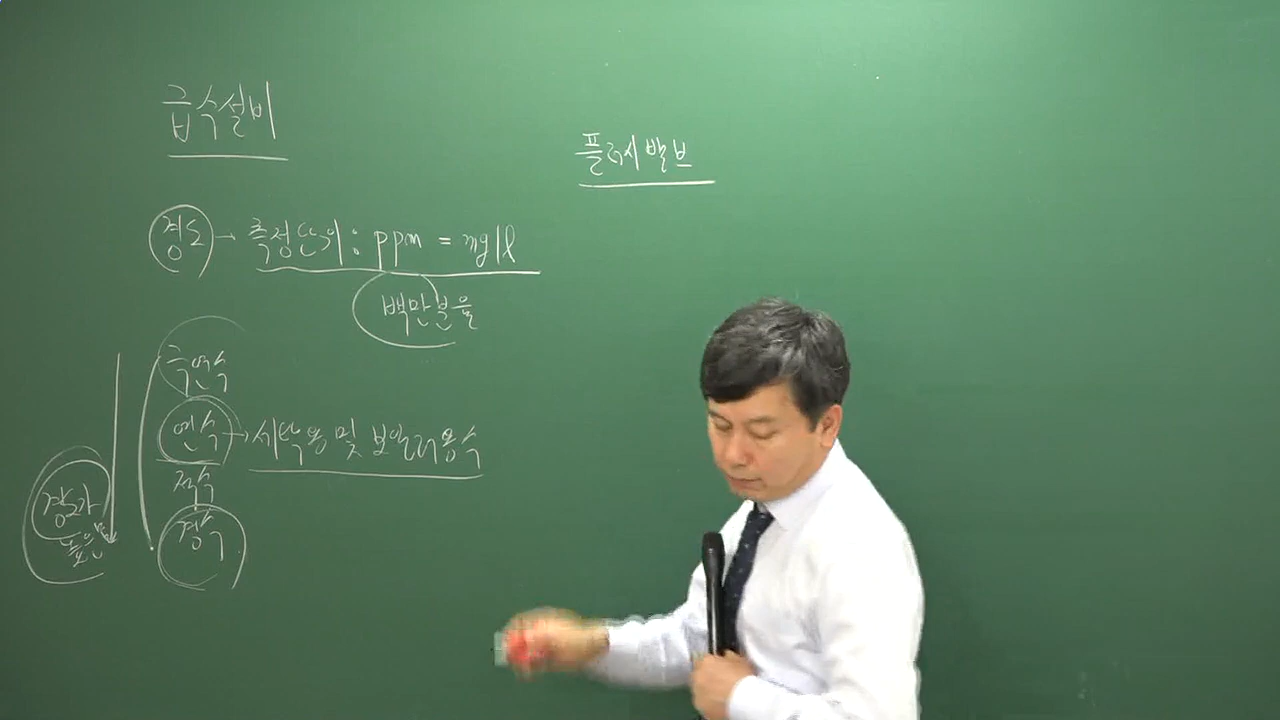 급수설비
플러시밸브
경도 → 측정단위 : ppm = mg/l
백만분율
극연수
연수 → 세탁용 및 보일러용수
적수
경수
경도가
높은물